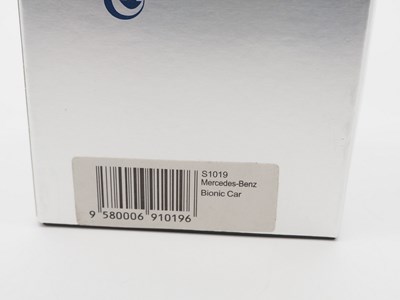 S1019
Mercedes-Benz
Bionic Car
9 580006 910196